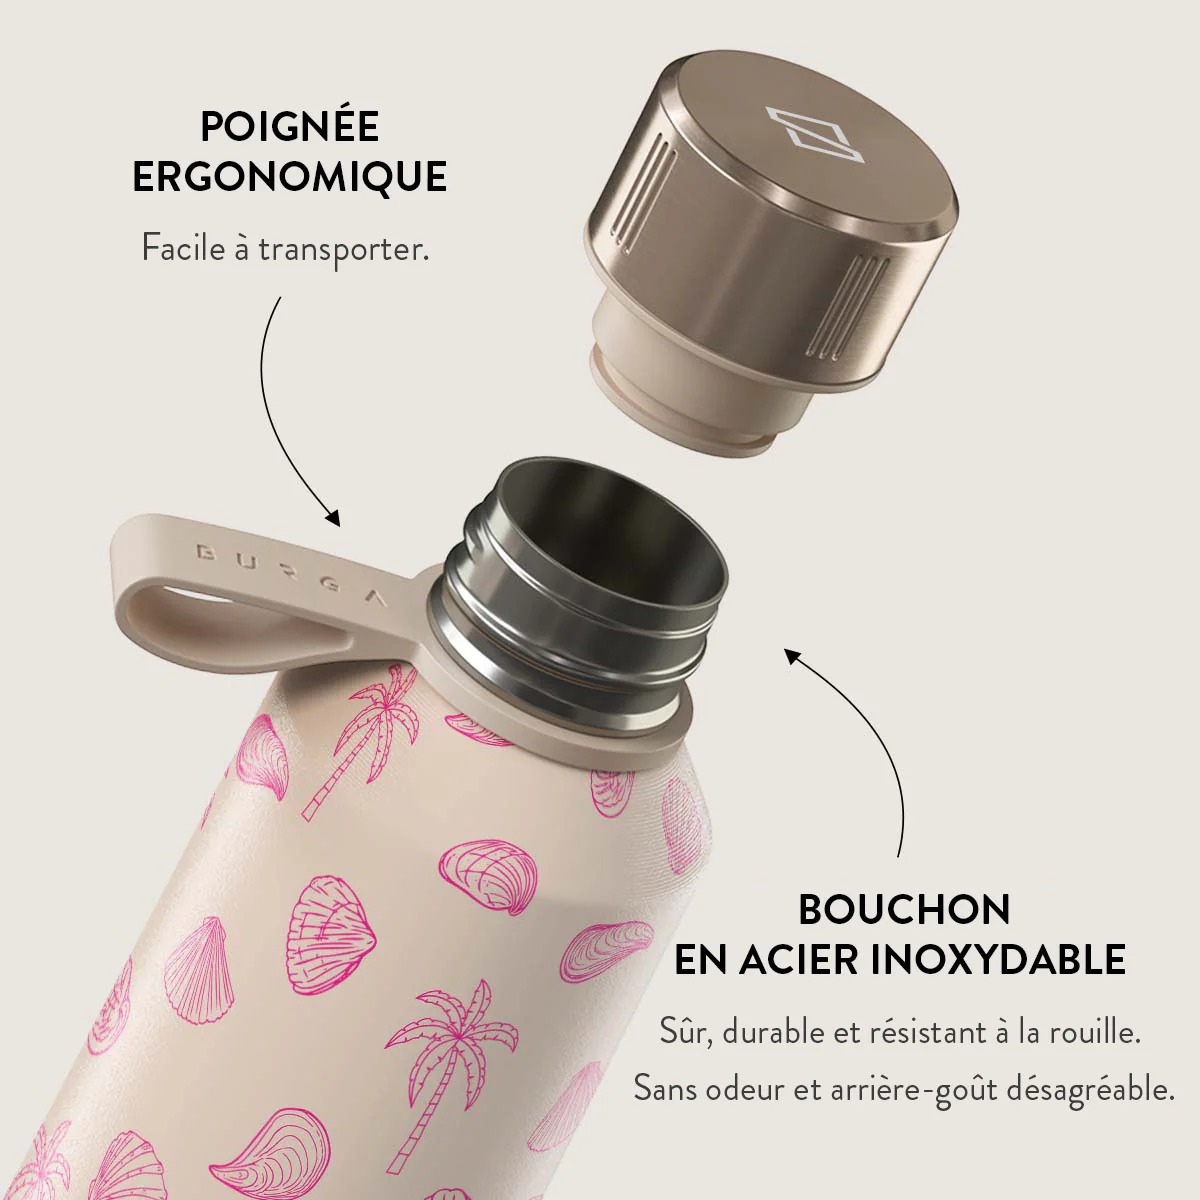 POIGNÉE
ERGONOMIQUE
Facile à transporter.
BURGA
BOUCHON
EN ACIER INOXYDABLE
Sûr, durable et résistant à la rouille.
Sans odeur et arrière-goût désagréable.